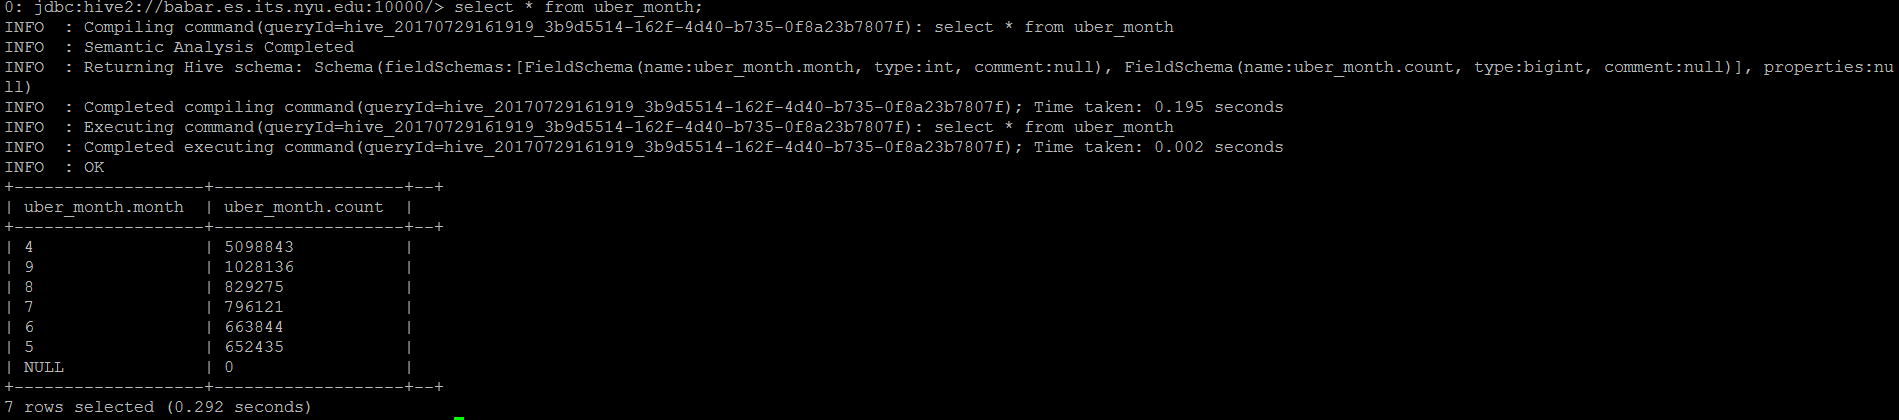 0: jdbc:hive2://babar.es.its.nyu.edu:10000/> select * from uber_month;
INFO  : Compiling command(queryId=hive_20170729161919_3b9d5514-162f-4d40-b735-0f8a23b7807f): select * from uber_month
INFO  : Semantic Analysis Completed
INFO  : Returning Hive schema: Schema(fieldSchemas:[FieldSchema(name:uber_month.month, type:int, comment:null), FieldSchema(name:uber_month.count, type:bigint, comment:null)], properties:nu
ll)
INFO  : Completed compiling command(queryId=hive_20170729161919_3b9d5514-162f-4d40-b735-0f8a23b7807f); Time taken: 0.195 seconds
INFO  : Executing command(queryId=hive_20170729161919_3b9d5514-162f-4d40-b735-0f8a23b7807f): select * from uber_month
INFO  : Completed executing command(queryId=hive_20170729161919_3b9d5514-162f-4d40-b735-0f8a23b7807f); Time taken: 0.002 seconds
INFO  : OK
+-------------------+-------------------+--+
| uber_month.month  | uber_month.count  |
+-------------------+-------------------+--+
| 4                 | 5098843           |
| 9                 | 1028136           |
| 8                 | 829275            |
| 7                 | 796121            |
| 6                 | 663844            |
| 5                 | 652435            |
| NULL              | 0                 |
+-------------------+-------------------+--+
7 rows selected (0.292 seconds)